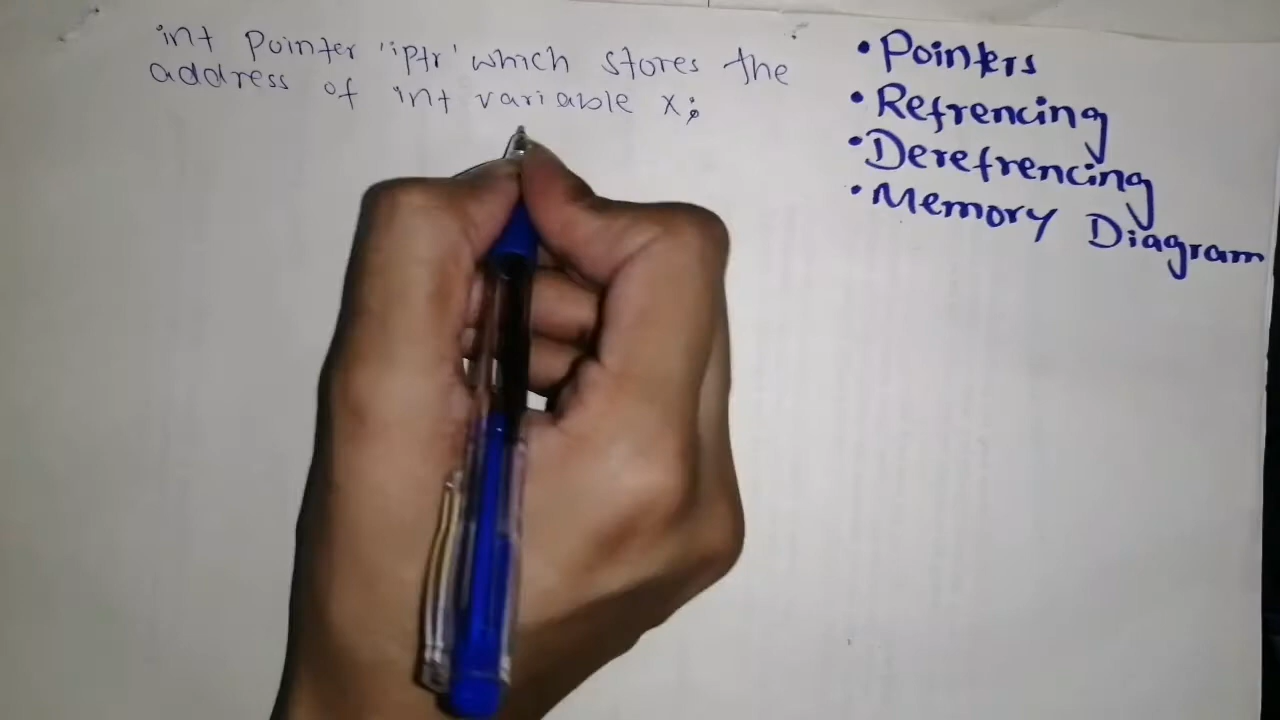 int Pointer 'iptr' which stores the
address of int variable x;
• Pointers
• Refrencing
• Derefrencing
• Memory Diagram